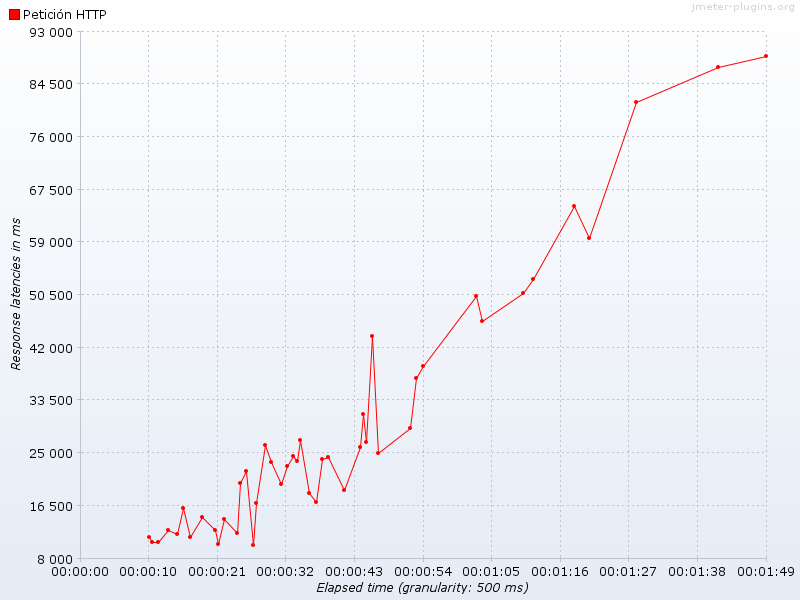 jmeter-plugins.org
Petición HTTP
93 000
84 500
76 000
67 500
59 000
50 500
42 000
33 500
25 000
16 500
8 000
Response latencies in ms
00:00:00 00:00:10 00:00:21 00:00:32 00:00:43 00:00:54 00:01:05 00:01:16 00:01:27 00:01:38 00:01:49
Elapsed time (granularity: 500 ms)